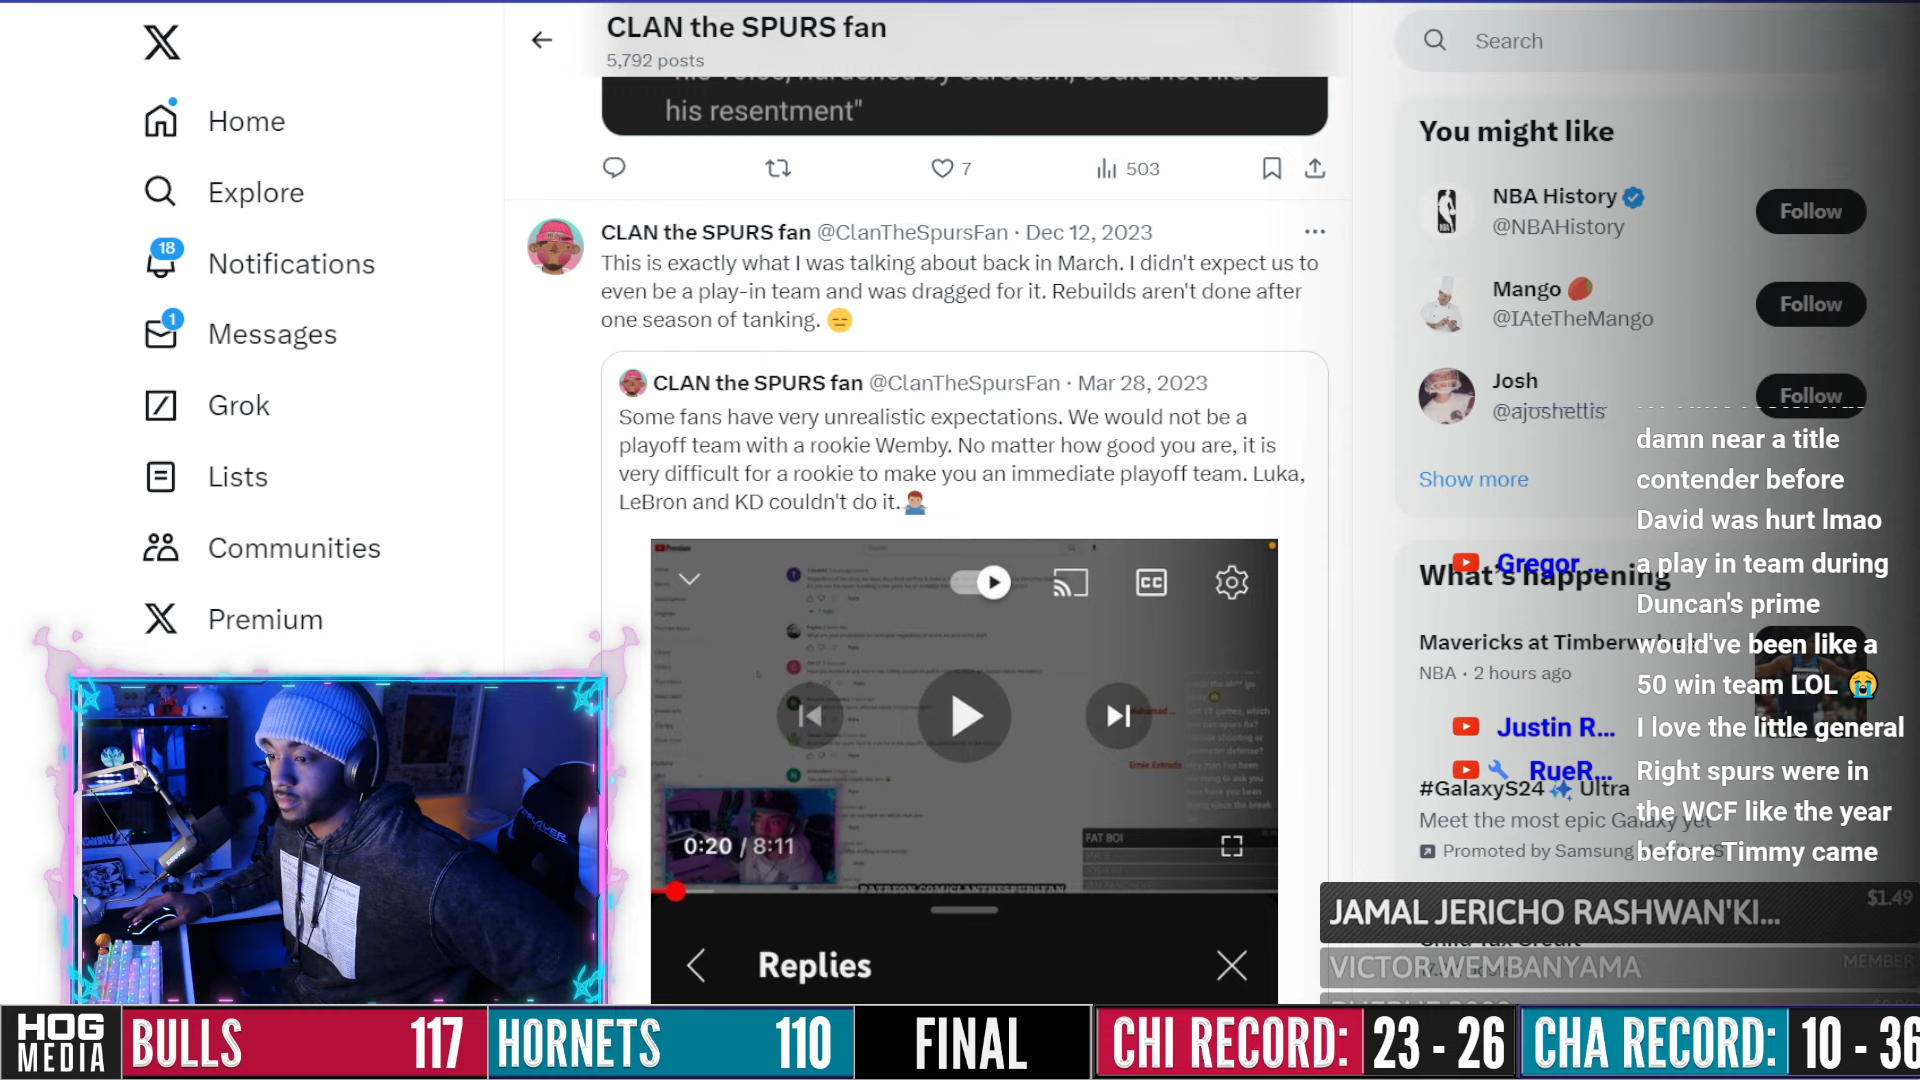 CLAN the SPURS fan
5,792 posts
Search
his resentment"
7
503
Home
Explore
18
Notifications
1
Messages
Grok
Lists
Communities
Premium
CLAN the SPURS fan @ClanTheSpursFan · Dec 12, 2023
This is exactly what I was talking about back in March. I didn't expect us to
even be a play-in team and was dragged for it. Rebuilds aren't done after
one season of tanking. 😑
CLAN the SPURS fan @ClanTheSpursFan · Mar 28, 2023
Some fans have very unrealistic expectations. We would not be a
playoff team with a rookie Wemby. No matter how good you are, it is
very difficult for a rookie to make you an immediate playoff team. Luka,
LeBron and KD couldn't do it.🤷🏽‍♂️
CC
0:20 / 8:11
FAT BOI
PATREON.COM/CLANTHESPURSFAN
Replies
You might like
NBA History
@NBAHistory
Follow
Mango 🥭
@IAteTheMango
Follow
Josh
@ajoshettis
Follow
Show more
damn near a title
contender before
David was hurt lmao
What's happening
Gregor ... a play in team during
Duncan's prime
would've been like a
50 win team LOL 😭
Mavericks at
NBA · 2 hours ago
Justin R... I love the little general
RueR... Right spurs were in
the WCF like the year
before Timmy came
#GalaxyS24 Ultra
Meet the most epic Galaxy yet
Promoted by Samsung
JAMAL JERICHO RASHWAN'KI... $1.49
VICTOR WEMBANYAMA MEMBER
HOG
MEDIA
BULLS 117 HORNETS 110 FINAL CHI RECORD: 23 - 26 CHA RECORD: 10 - 36